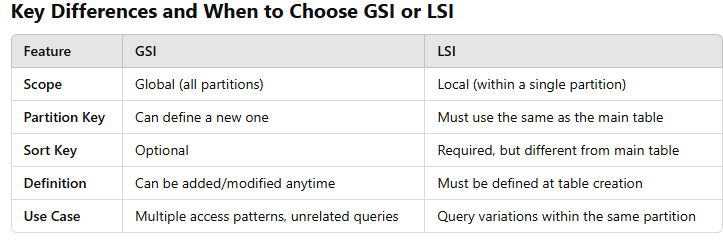 Key Differences and When to Choose GSI or LSI
Feature GSI LSI
Scope Global (all partitions) Local (within a single partition)
Partition Key Can define a new one Must use the same as the main table
Sort Key Optional Required, but different from main table
Definition Can be added/modified anytime Must be defined at table creation
Use Case Multiple access patterns, unrelated queries Query variations within the same partition